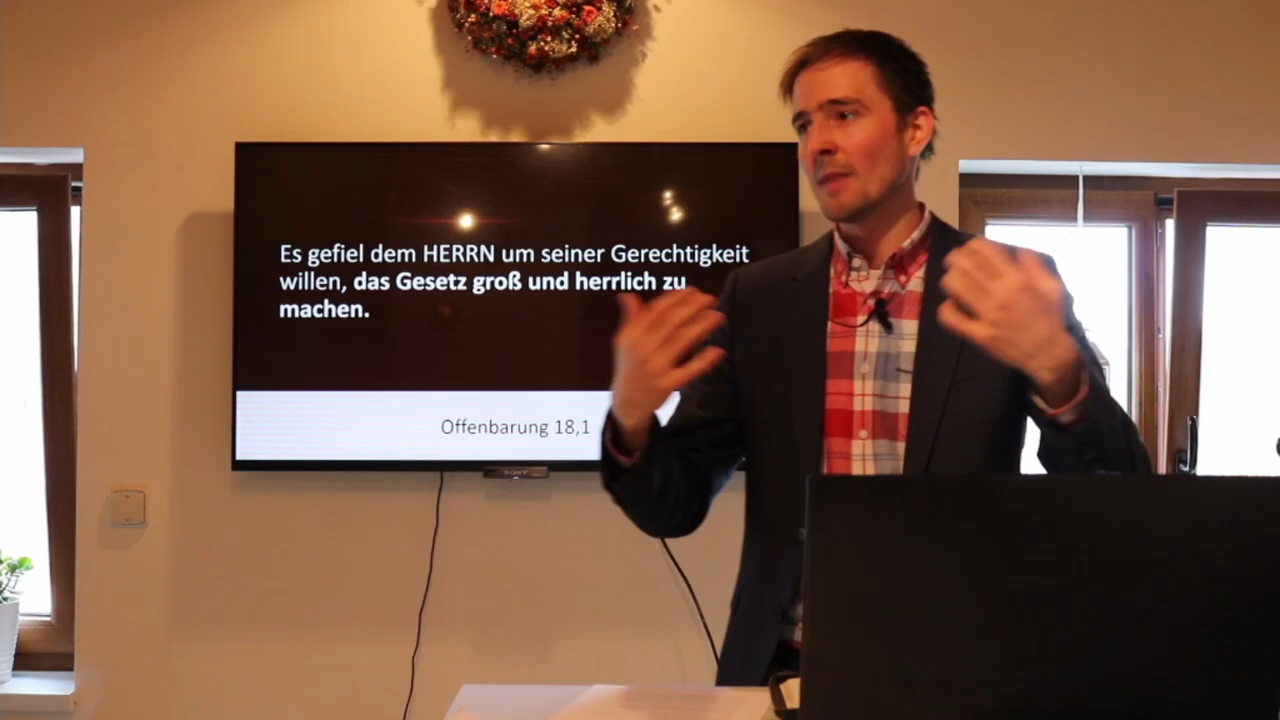 Es gefiel dem HERRN um seiner Gerechtigkeit
willen, das Gesetz groß und herrlich zu
machen.
Offenbarung 18,1
SONY